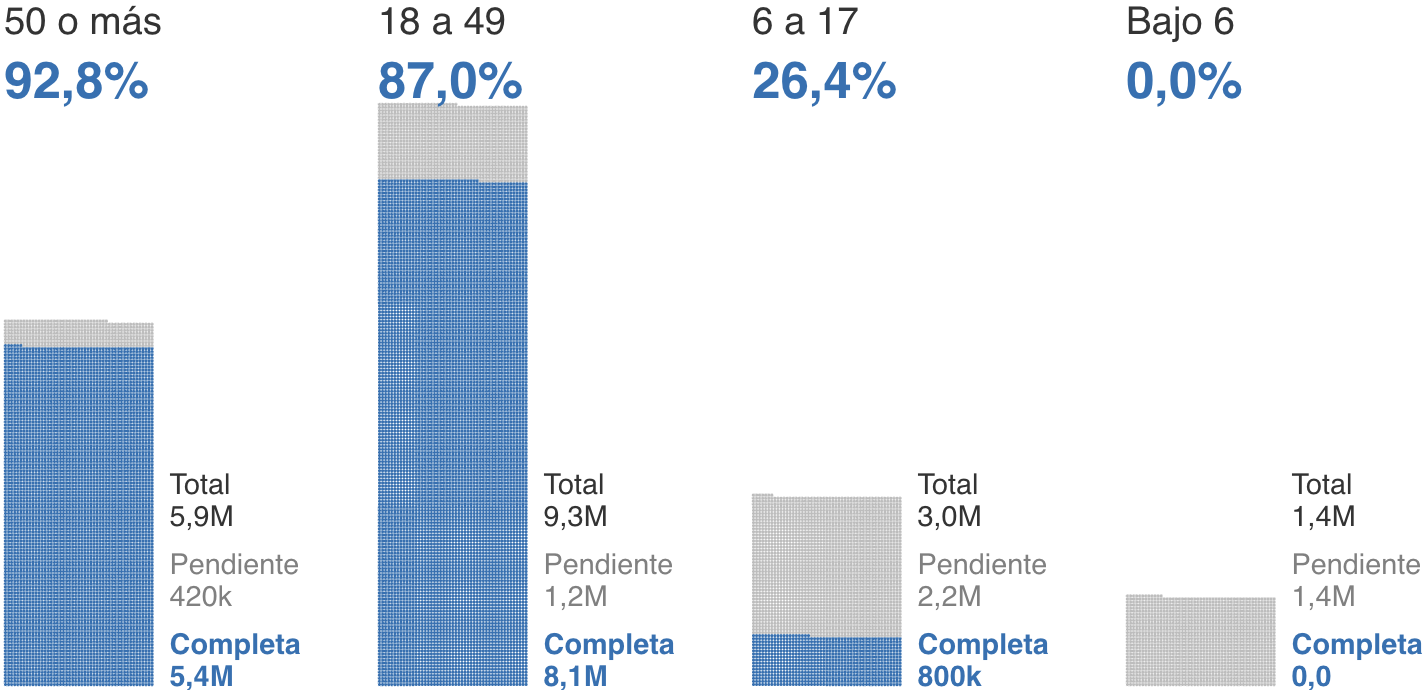 50 o más
92,8%
Total
5,9M
Pendiente
420k
Completa
5,4M
18 a 49
87,0%
Total
9,3M
Pendiente
1,2M
Completa
8,1M
6 a 17
26,4%
Total
3,0M
Pendiente
2,2M
Completa
800k
Bajo 6
0,0%
Total
1,4M
Pendiente
1,4M
Completa
0,0